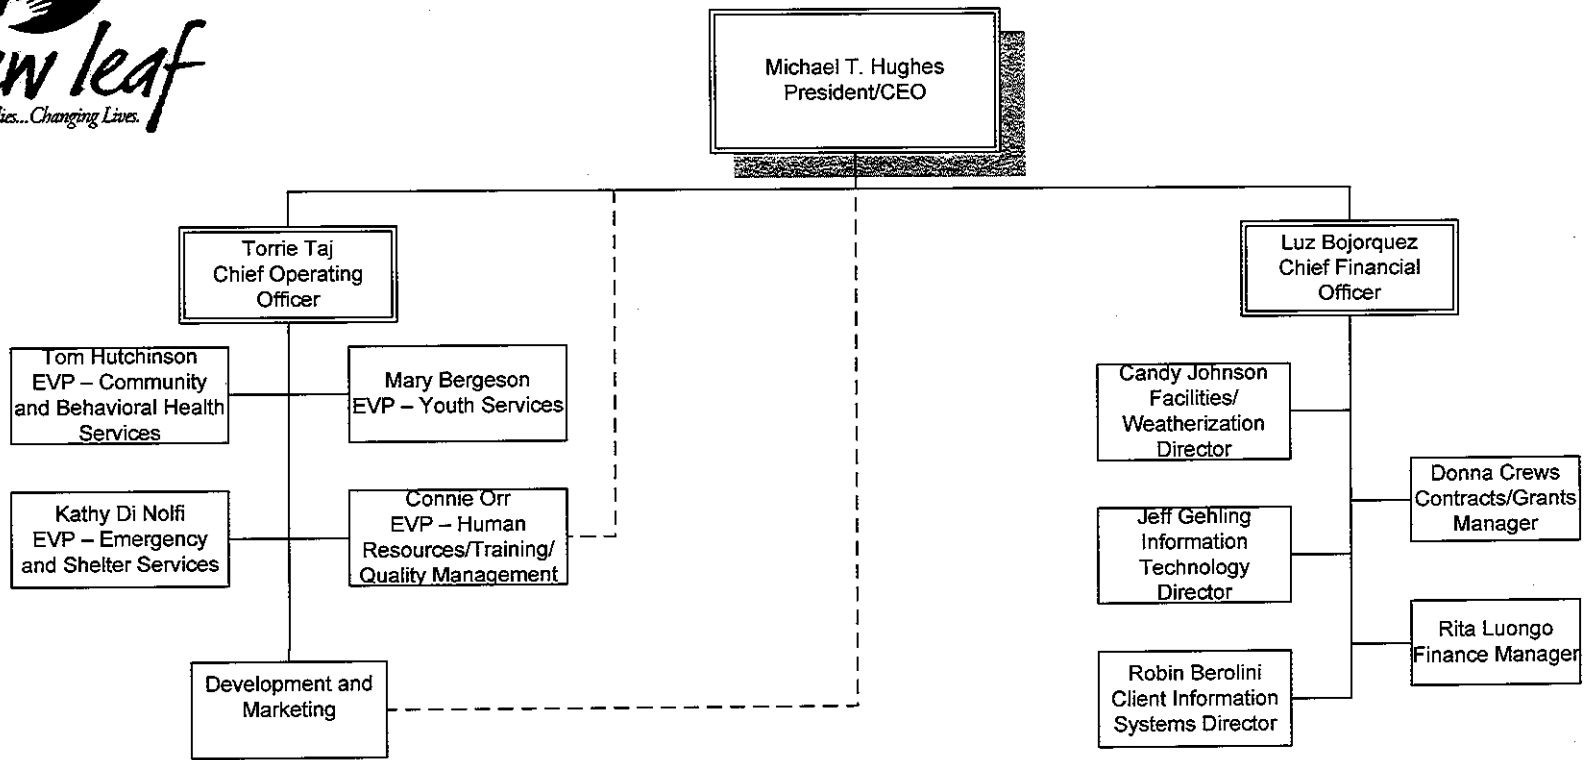 w leaf
lies...Changing Lives.
Michael T. Hughes
President/CEO
Torrie Taj
Chief Operating
Officer
Luz Bojorquez
Chief Financial
Officer
Tom Hutchinson
EVP – Community
and Behavioral Health
Services
Mary Bergeson
EVP – Youth Services
Kathy Di Nolfi
EVP – Emergency
and Shelter Services
Connie Orr
EVP – Human
Resources/Training/
Quality Management
Development and
Marketing
Candy Johnson
Facilities/
Weatherization
Director
Donna Crews
Contracts/Grants
Manager
Jeff Gehling
Information
Technology
Director
Rita Luongo
Finance Manager
Robin Berolini
Client Information
Systems Director